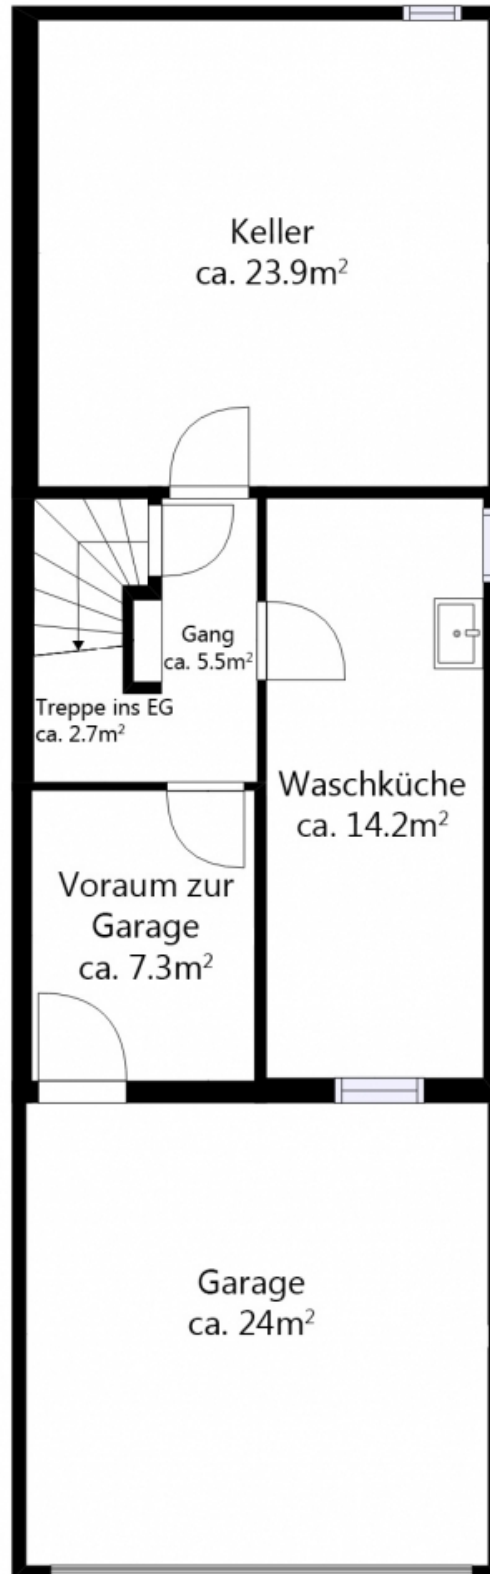 Keller
ca. 23.9m²
Gang
ca. 5.5m²
Treppe ins EG
ca. 2.7m²
Waschküche
ca. 14.2m²
Voraum zur
Garage
ca. 7.3m²
Garage
ca. 24m²